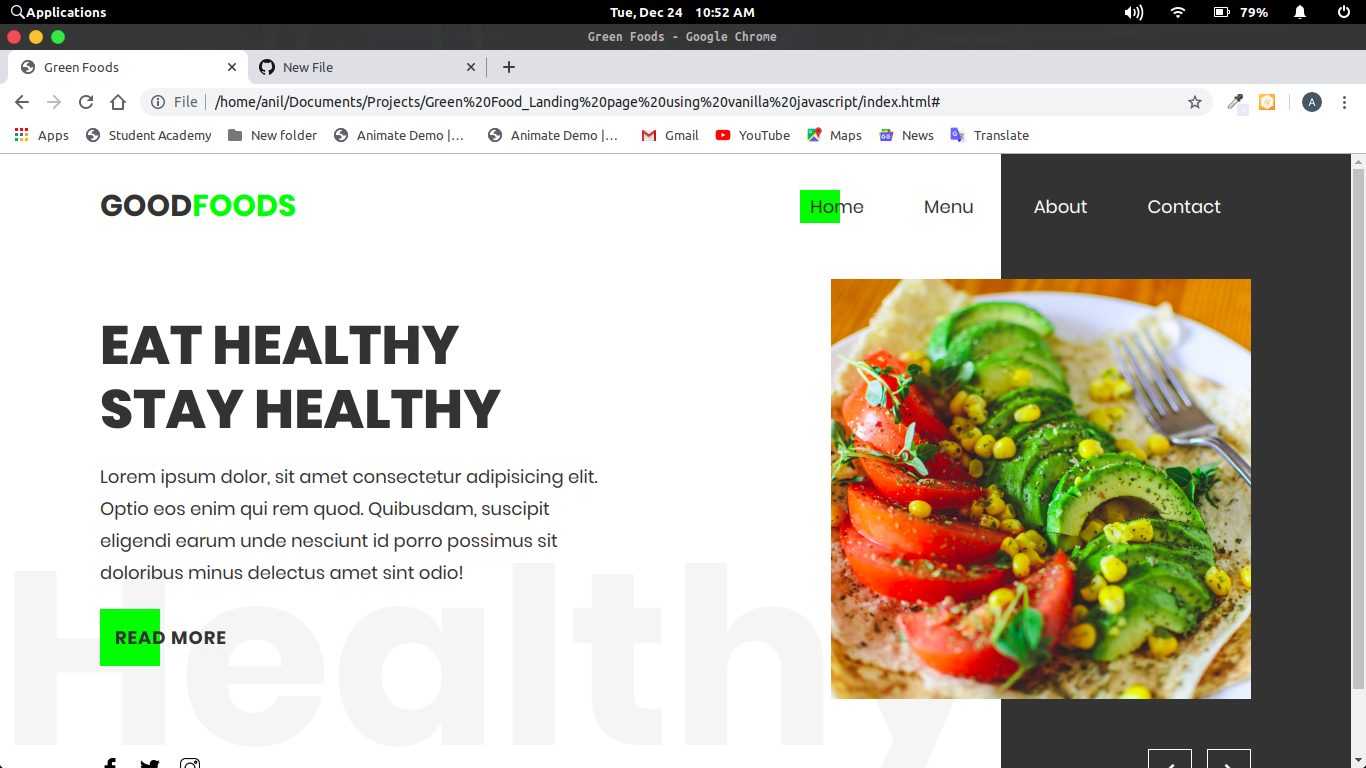 Applications
Tue, Dec 24 10:52 AM
79%
Green Foods - Google Chrome
Green Foods
New File
File
/home/anil/Documents/Projects/Green%20Food_Landing%20page%20using%20vanilla%20javascript/index.html#
A
Apps
Student Academy
New folder
Animate Demo |...
Animate Demo |...
Gmail
YouTube
Maps
News
Translate
GOODFOODS
Home
Menu
About
Contact
EAT HEALTHY
STAY HEALTHY
Lorem ipsum dolor, sit amet consectetur adipisicing elit.
Optio eos enim qui rem quod. Quibusdam, suscipit
eligendi earum unde nesciunt id porro possimus sit
doloribus minus delectus amet sint odio!
Healthy
READ MORE